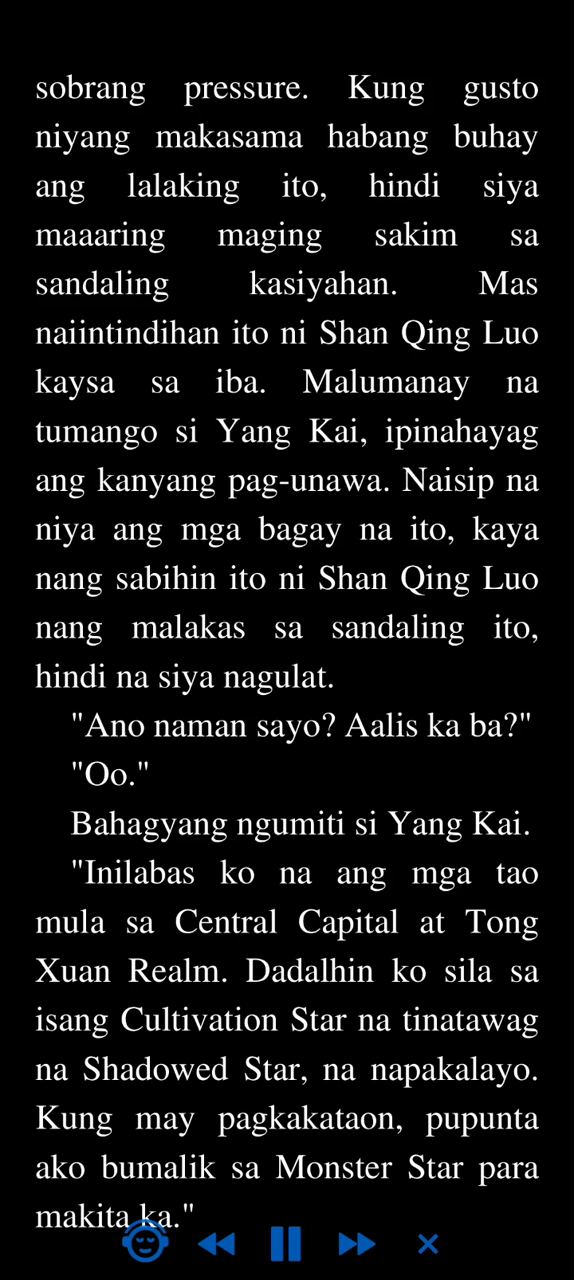 sobrang pressure. Kung gusto
niyang makasama habang buhay
ang lalaking ito, hindi siya
maaaring maging sakim sa
sandaling kasiyahan. Mas
naiintindihan ito ni Shan Qing Luo
kaysa sa iba. Malumanay na
tumango si Yang Kai, ipinahayag
ang kanyang pag-unawa. Naisip na
niya ang mga bagay na ito, kaya
nang sabihin ito ni Shan Qing Luo
nang malakas sa sandaling ito,
hindi na siya nagulat.
"Ano naman sayo? Aalis ka ba?"
"Oo."
Bahagyang ngumiti si Yang Kai.
"Inilabas ko na ang mga tao
mula sa Central Capital at Tong
Xuan Realm. Dadalhin ko sila sa
isang Cultivation Star na tinatawag
na Shadowed Star, na napakalayo.
Kung may pagkakataon, pupunta
ako bumalik sa Monster Star para
makita ka."